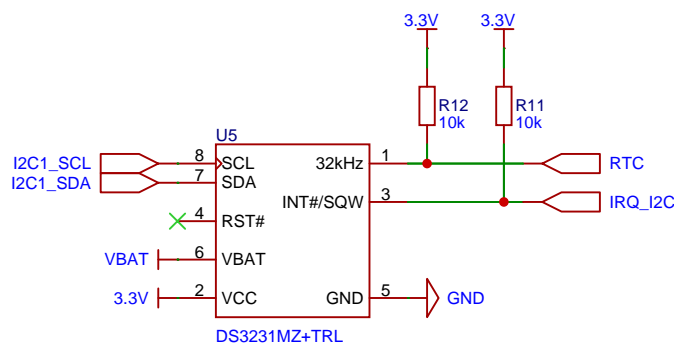 3.3V
3.3V
R12
10k
R11
10k
U5
I2C1_SCL
8
SCL
32kHz
1
RTC
I2C1_SDA
7
SDA
INT#/SQW
3
IRQ_I2C
4
RST#
VBAT
6
VBAT
3.3V
2
VCC
GND
5
GND
DS3231MZ+TRL